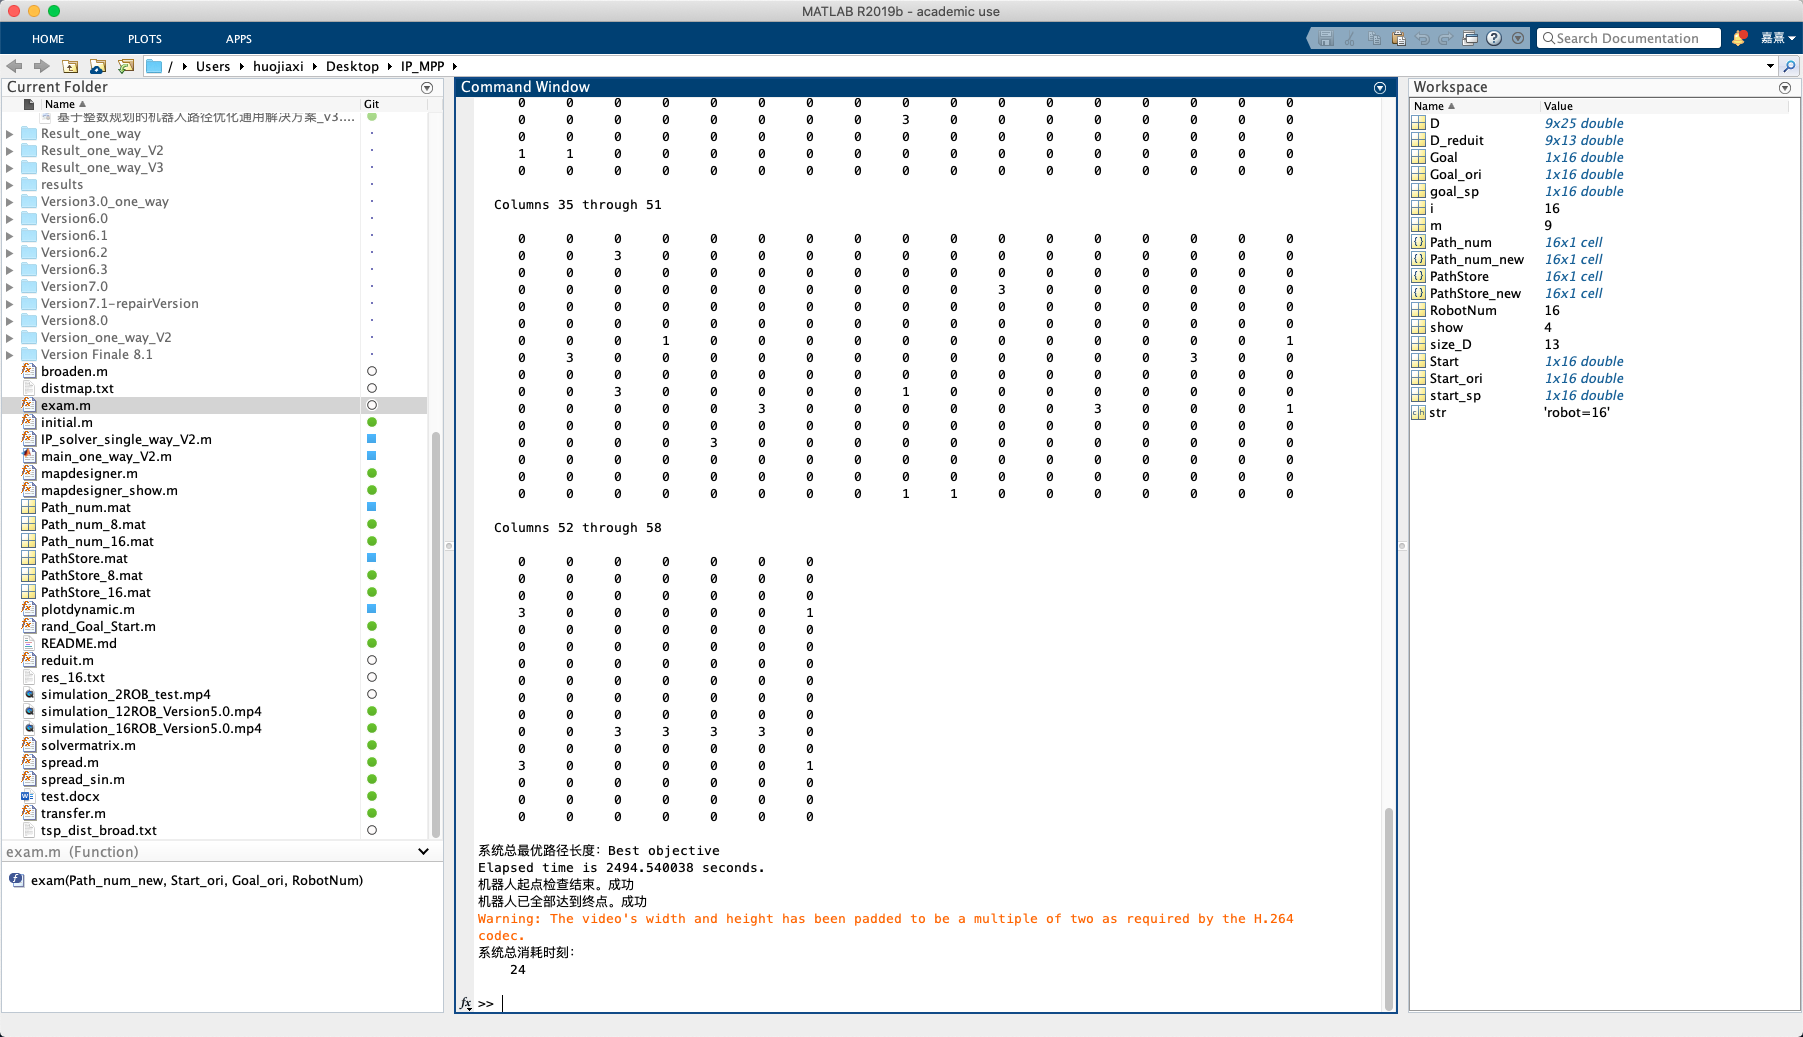 MATLAB R2019b - academic use
HOME
PLOTS
APPS
Search Documentation
嘉熹
/ ▸ Users ▸ huojiaxi ▸ Desktop ▸ IP_MPP ▸
Current Folder
Name
Git
基于整数规划的机器人路径优化通用解决方案_v3....
Result_one_way
Result_one_way_V2
Result_one_way_V3
results
Version3.0_one_way
Version6.0
Version6.1
Version6.2
Version6.3
Version7.0
Version7.1-repairVersion
Version8.0
Version_one_way_V2
Version Finale 8.1
broaden.m
distmap.txt
exam.m
initial.m
IP_solver_single_way_V2.m
main_one_way_V2.m
mapdesigner.m
mapdesigner_show.m
Path_num.mat
Path_num_8.mat
Path_num_16.mat
PathStore.mat
PathStore_8.mat
PathStore_16.mat
plotdynamic.m
rand_Goal_Start.m
README.md
reduit.m
res_16.txt
simulation_2ROB_test.mp4
simulation_12ROB_Version5.0.mp4
simulation_16ROB_Version5.0.mp4
solvermatrix.m
spread.m
spread_sin.m
test.docx
transfer.m
tsp_dist_broad.txt
exam.m (Function)
exam(Path_num_new, Start_ori, Goal_ori, RobotNum)
Command Window
0 0 0 0 0 0 0 0 0 0 0 0 0 0 0 0 0
0 0 0 0 0 0 0 0 3 0 0 0 0 0 0 0 0
0 0 0 0 0 0 0 0 0 0 0 0 0 0 0 0 0
1 1 0 0 0 0 0 0 0 0 0 0 0 0 0 0 0
0 0 0 0 0 0 0 0 0 0 0 0 0 0 0 0 0
Columns 35 through 51
0 0 0 0 0 0 0 0 0 0 0 0 0 0 0 0 0
0 0 3 0 0 0 0 0 0 0 0 0 0 0 0 0 0
0 0 0 0 0 0 0 0 0 0 0 0 0 0 0 0 0
0 0 0 0 0 0 0 0 0 0 3 0 0 0 0 0 0
0 0 0 0 0 0 0 0 0 0 0 0 0 0 0 0 0
0 0 0 0 0 0 0 0 0 0 0 0 0 0 0 0 0
0 0 0 1 0 0 0 0 0 0 0 0 0 0 0 0 1
0 3 0 0 0 0 0 0 0 0 0 0 0 0 3 0 0
0 0 0 0 0 0 0 0 0 0 0 0 0 0 0 0 0
0 0 3 0 0 0 0 0 1 0 0 0 0 0 0 0 0
0 0 0 0 0 3 0 0 0 0 0 0 3 0 0 0 1
0 0 0 0 0 0 0 0 0 0 0 0 0 0 0 0 0
0 0 0 0 3 0 0 0 0 0 0 0 0 0 0 0 0
0 0 0 0 0 0 0 0 0 0 0 0 0 0 0 0 0
0 0 0 0 0 0 0 0 0 0 0 0 0 0 0 0 0
0 0 0 0 0 0 0 0 1 1 0 0 0 0 0 0 0
Columns 52 through 58
0 0 0 0 0 0 0
0 0 0 0 0 0 0
0 0 0 0 0 0 0
3 0 0 0 0 0 1
0 0 0 0 0 0 0
0 0 0 0 0 0 0
0 0 0 0 0 0 0
0 0 0 0 0 0 0
0 0 0 0 0 0 0
0 0 0 0 0 0 0
0 0 3 3 3 3 0
0 0 0 0 0 0 0
3 0 0 0 0 0 1
0 0 0 0 0 0 0
0 0 0 0 0 0 0
0 0 0 0 0 0 0
系统总最优路径长度：Best objective
Elapsed time is 2494.540038 seconds.
机器人起点检查结束。成功
机器人已全部达到终点。成功
Warning: The video's width and height has been padded to be a multiple of two as required by the H.264
codec.
系统总消耗时刻：
24
fx >>
Workspace
Name Value
D 9x25 double
D_reduit 9x13 double
Goal 1x16 double
Goal_ori 1x16 double
goal_sp 1x16 double
i 16
m 9
Path_num 16x1 cell
Path_num_new 16x1 cell
PathStore 16x1 cell
PathStore_new 16x1 cell
RobotNum 16
show 4
size_D 13
Start 1x16 double
Start_ori 1x16 double
start_sp 1x16 double
str 'robot=16'